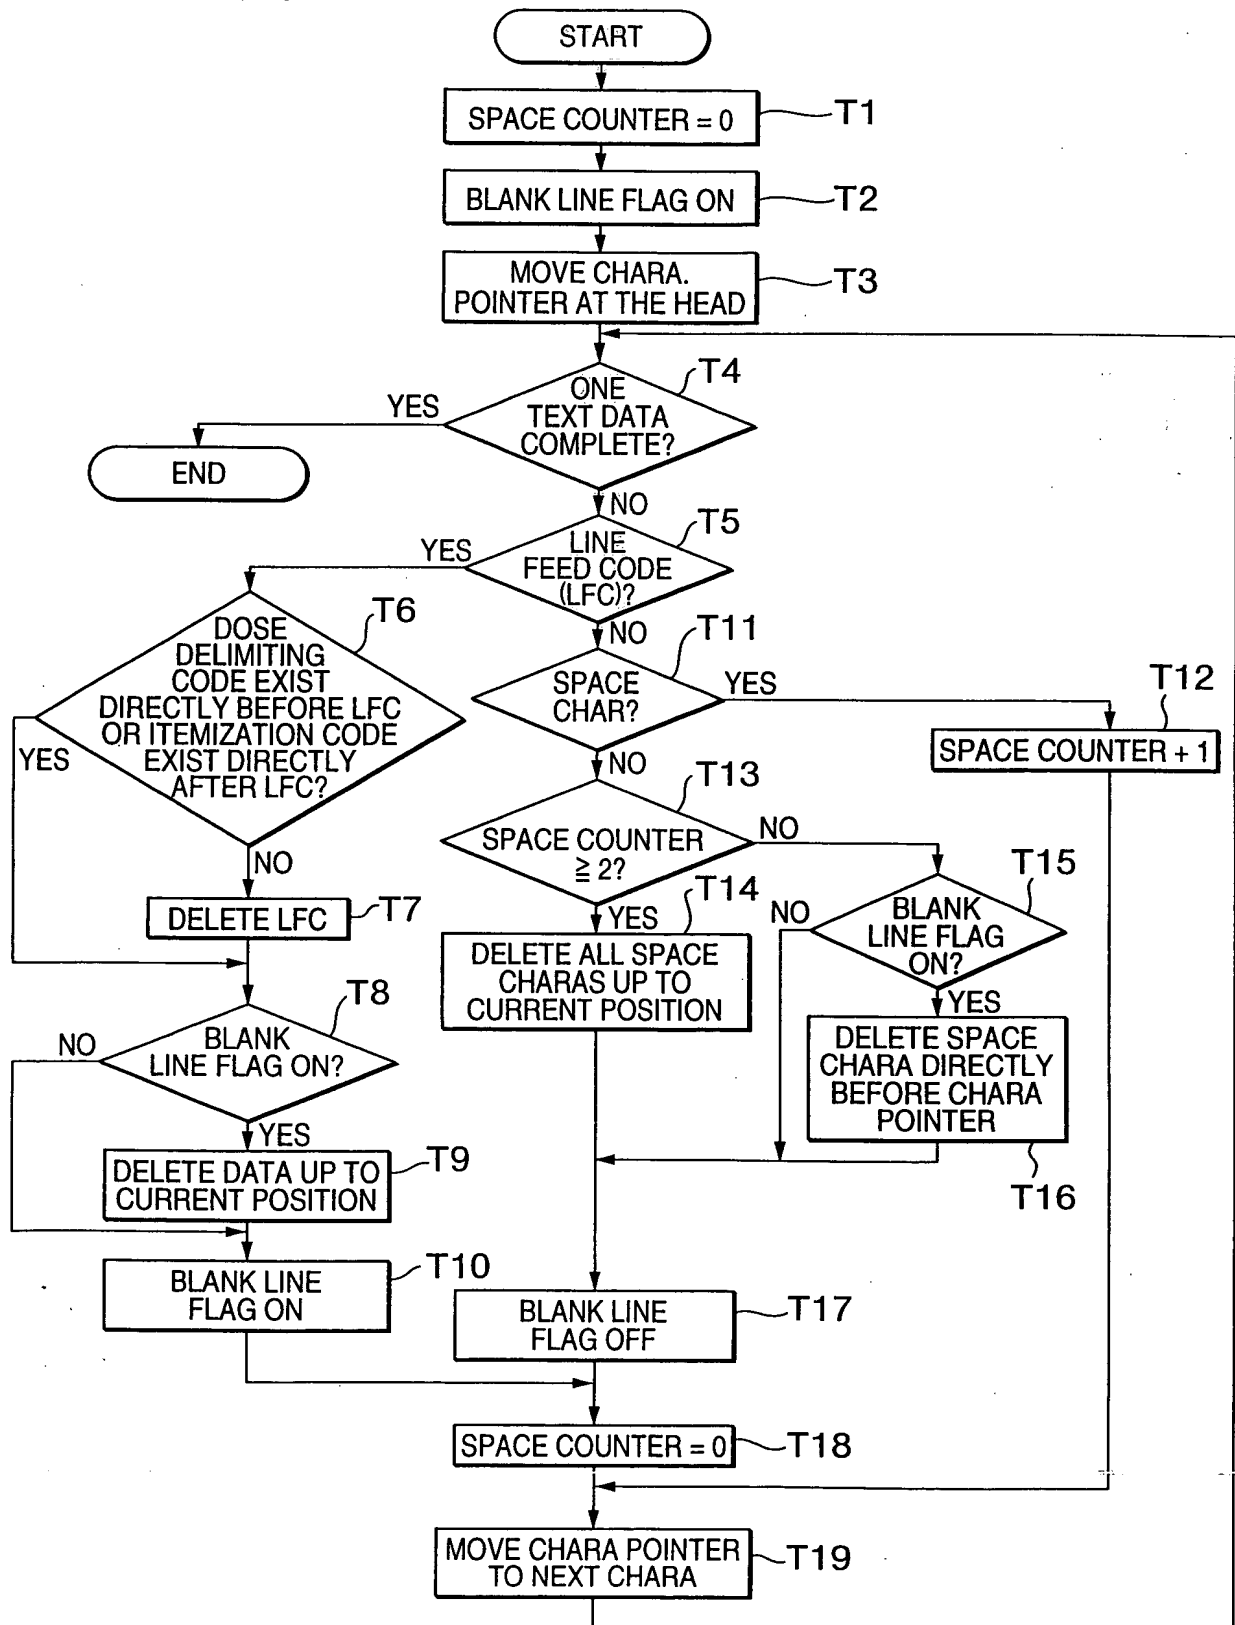 START
SPACE COUNTER = 0
T1
BLANK LINE FLAG ON
T2
MOVE CHARA.
POINTER AT THE HEAD
T3
ONE
TEXT DATA
COMPLETE?
T4
YES
END
NO
LINE
FEED CODE
(LFC)?
T5
YES
NO
DOSE
DELIMITING
CODE EXIST
DIRECTLY BEFORE LFC
OR ITEMIZATION CODE
EXIST DIRECTLY
AFTER LFC?
T6
YES
NO
SPACE
CHAR?
T11
YES
NO
SPACE COUNTER + 1
T12
SPACE COUNTER
≧ 2?
T13
NO
YES
DELETE LFC
T7
DELETE ALL SPACE
CHARAS UP TO
CURRENT POSITION
T14
BLANK
LINE FLAG
ON?
T15
NO
YES
DELETE SPACE
CHARA DIRECTLY
BEFORE CHARA
POINTER
T16
BLANK
LINE FLAG ON?
T8
NO
YES
DELETE DATA UP TO
CURRENT POSITION
T9
BLANK LINE
FLAG ON
T10
BLANK LINE
FLAG OFF
T17
SPACE COUNTER = 0
T18
MOVE CHARA POINTER
TO NEXT CHARA
T19